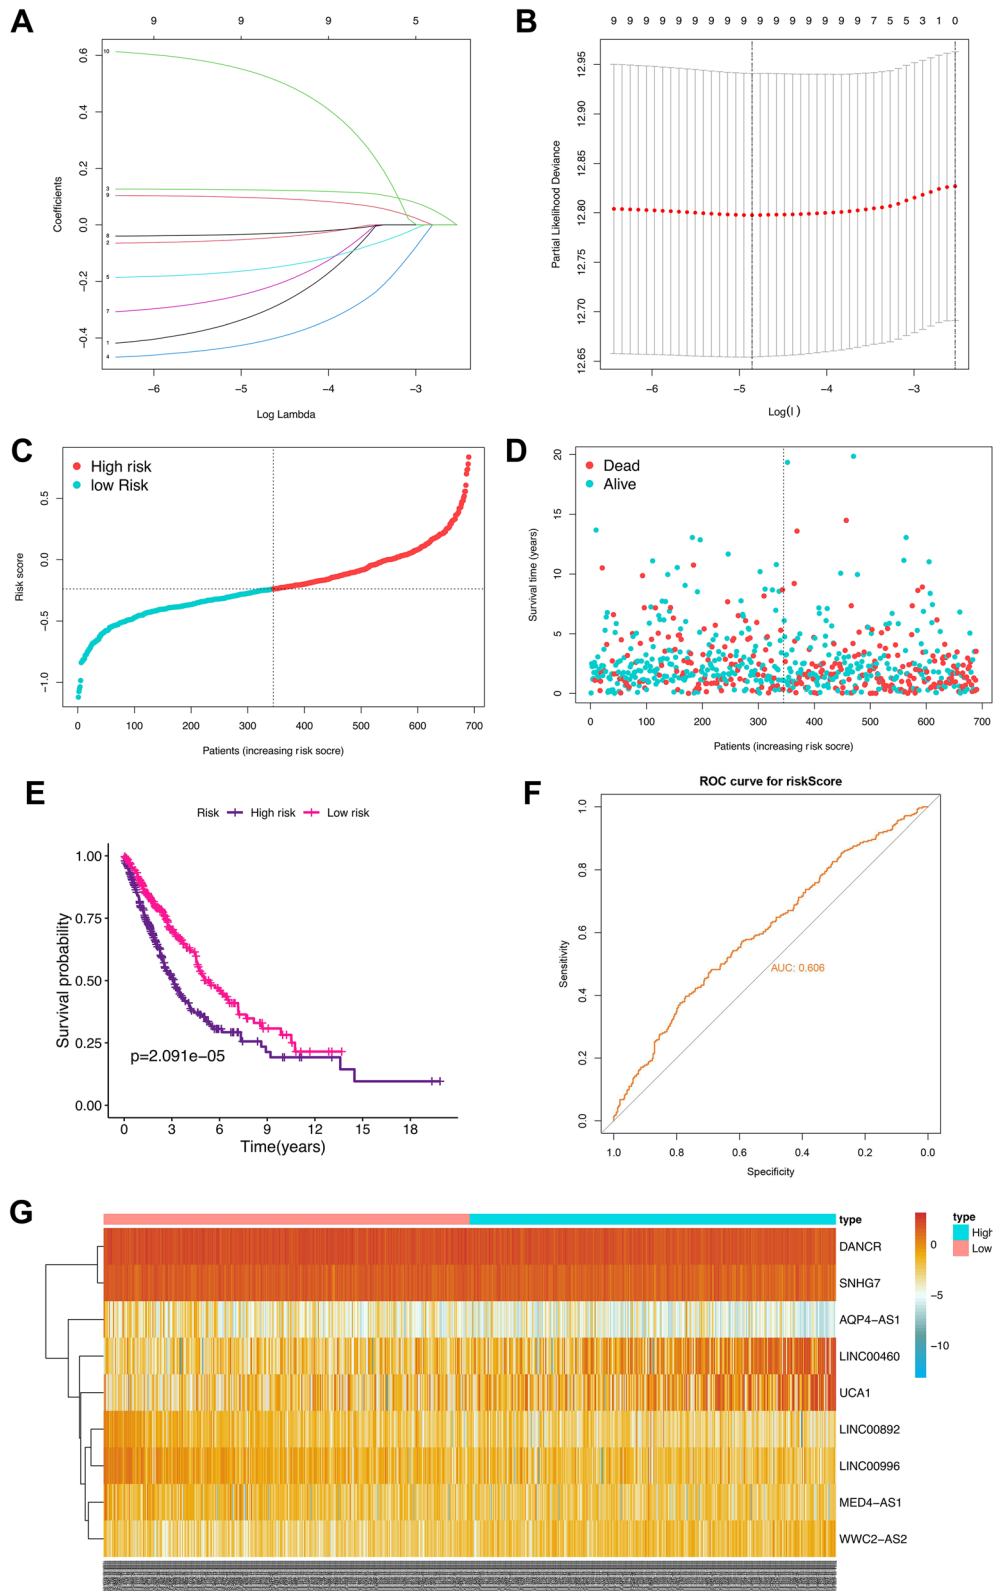 A
9 9 9 5
0.6
0.4
0.2
0.0
−0.2
−0.4
Coefficients
10
3
9
8
2
5
7
1
4
−6 −5 −4 −3
Log Lambda
B
9 9 9 9 9 9 9 9 9 9 9 9 9 9 9 9 7 5 5 3 1 0
12.95
12.90
12.85
12.80
12.75
12.70
12.65
Partial Likelihood Deviance
−6 −5 −4 −3
Log(l)
C
High risk
low Risk
0.5
0.0
−0.5
−1.0
Risk score
0 100 200 300 400 500 600 700
Patients (increasing risk socre)
D
Dead
Alive
20
15
10
5
0
Survival time (years)
0 100 200 300 400 500 600 700
Patients (increasing risk socre)
E
Risk High risk Low risk
1.00
0.75
0.50
0.25
0.00
Survival probability
p=2.091e−05
0 3 6 9 12 15 18
Time(years)
F
ROC curve for riskScore
1.0
0.8
0.6
0.4
0.2
0.0
Sensitivity
AUC: 0.606
1.0 0.8 0.6 0.4 0.2 0.0
Specificity
G
type
DANCR
SNHG7
AQP4−AS1
LINC00460
UCA1
LINC00892
LINC00996
MED4−AS1
WWC2−AS2
0
−5
−10
type
High
Low